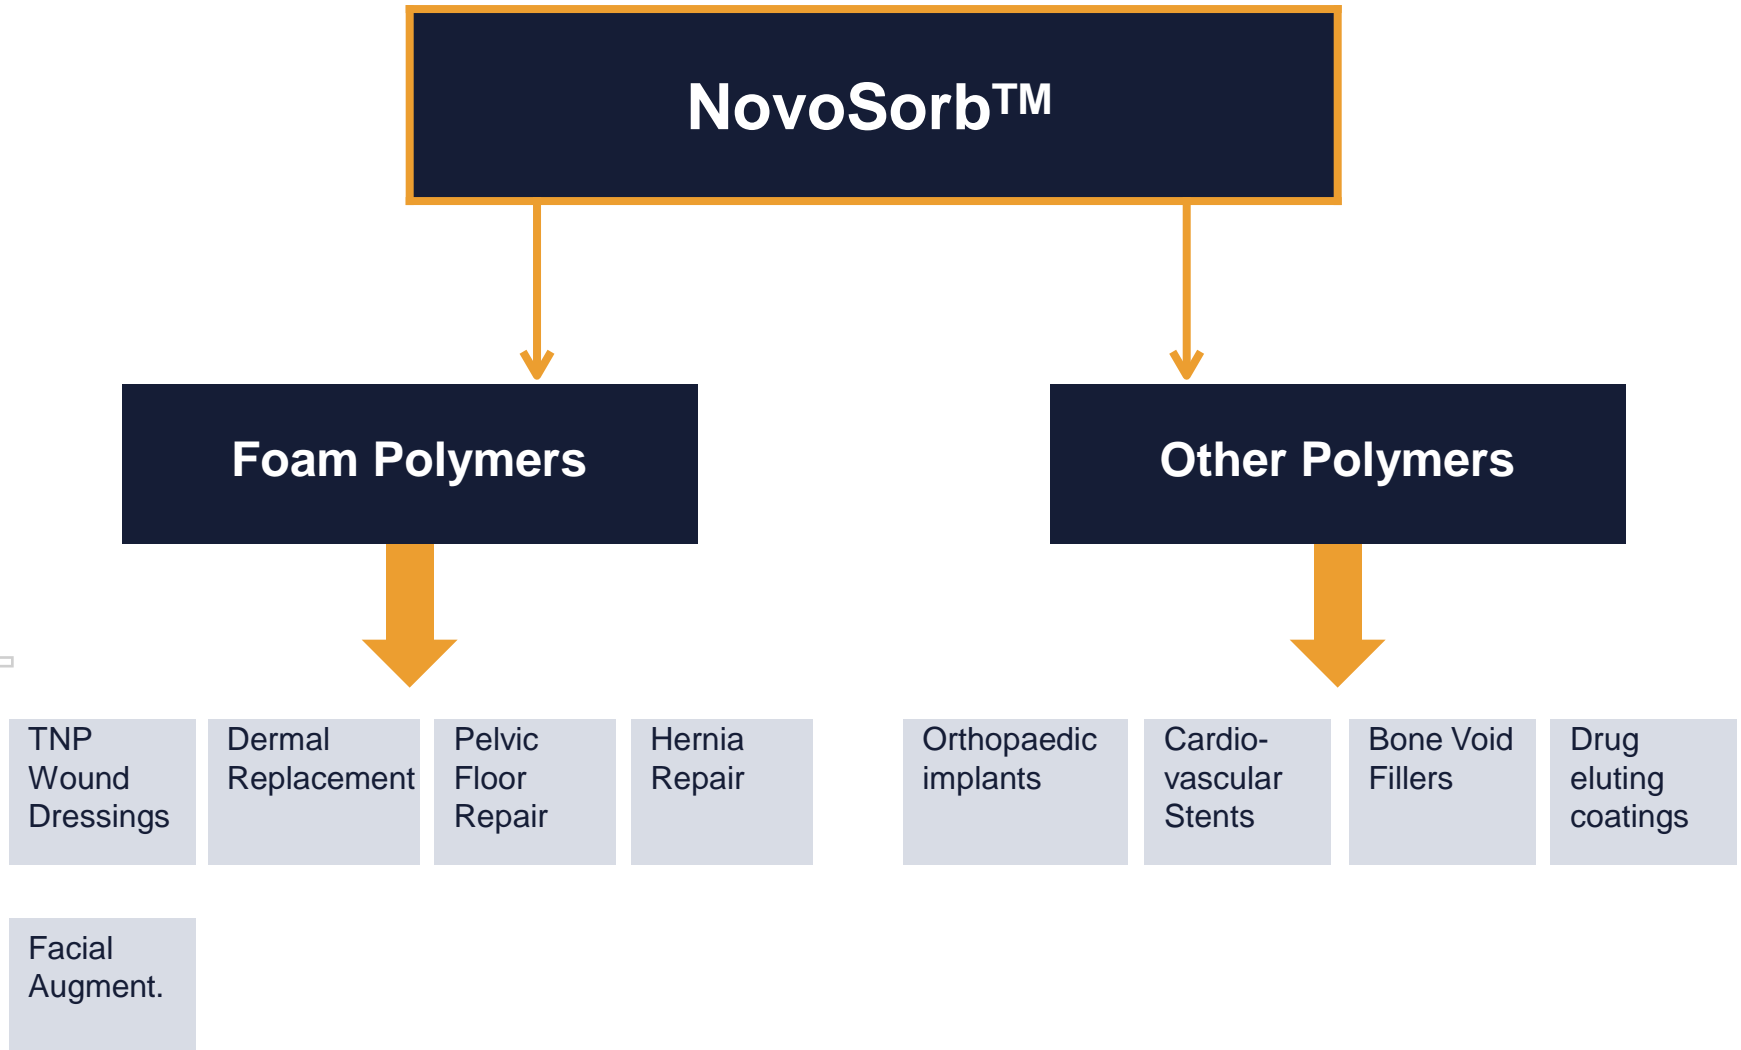 NovoSorb™
Foam Polymers
Other Polymers
TNP
Wound
Dressings
Dermal
Replacement
Pelvic
Floor
Repair
Hernia
Repair
Orthopaedic
implants
Cardio-
vascular
Stents
Bone Void
Fillers
Drug
eluting
coatings
Facial
Augment.